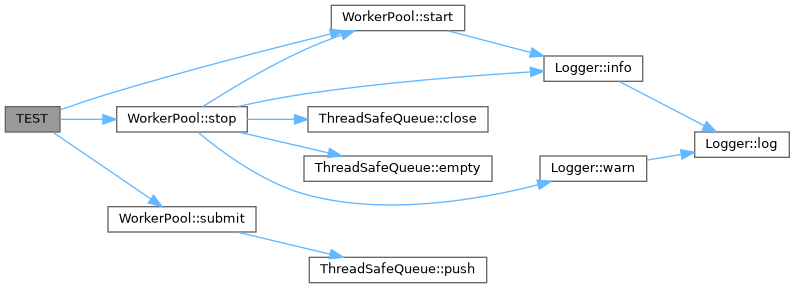 WorkerPool::start
Logger::info
TEST
WorkerPool::stop
ThreadSafeQueue::close
Logger::log
ThreadSafeQueue::empty
Logger::warn
WorkerPool::submit
ThreadSafeQueue::push